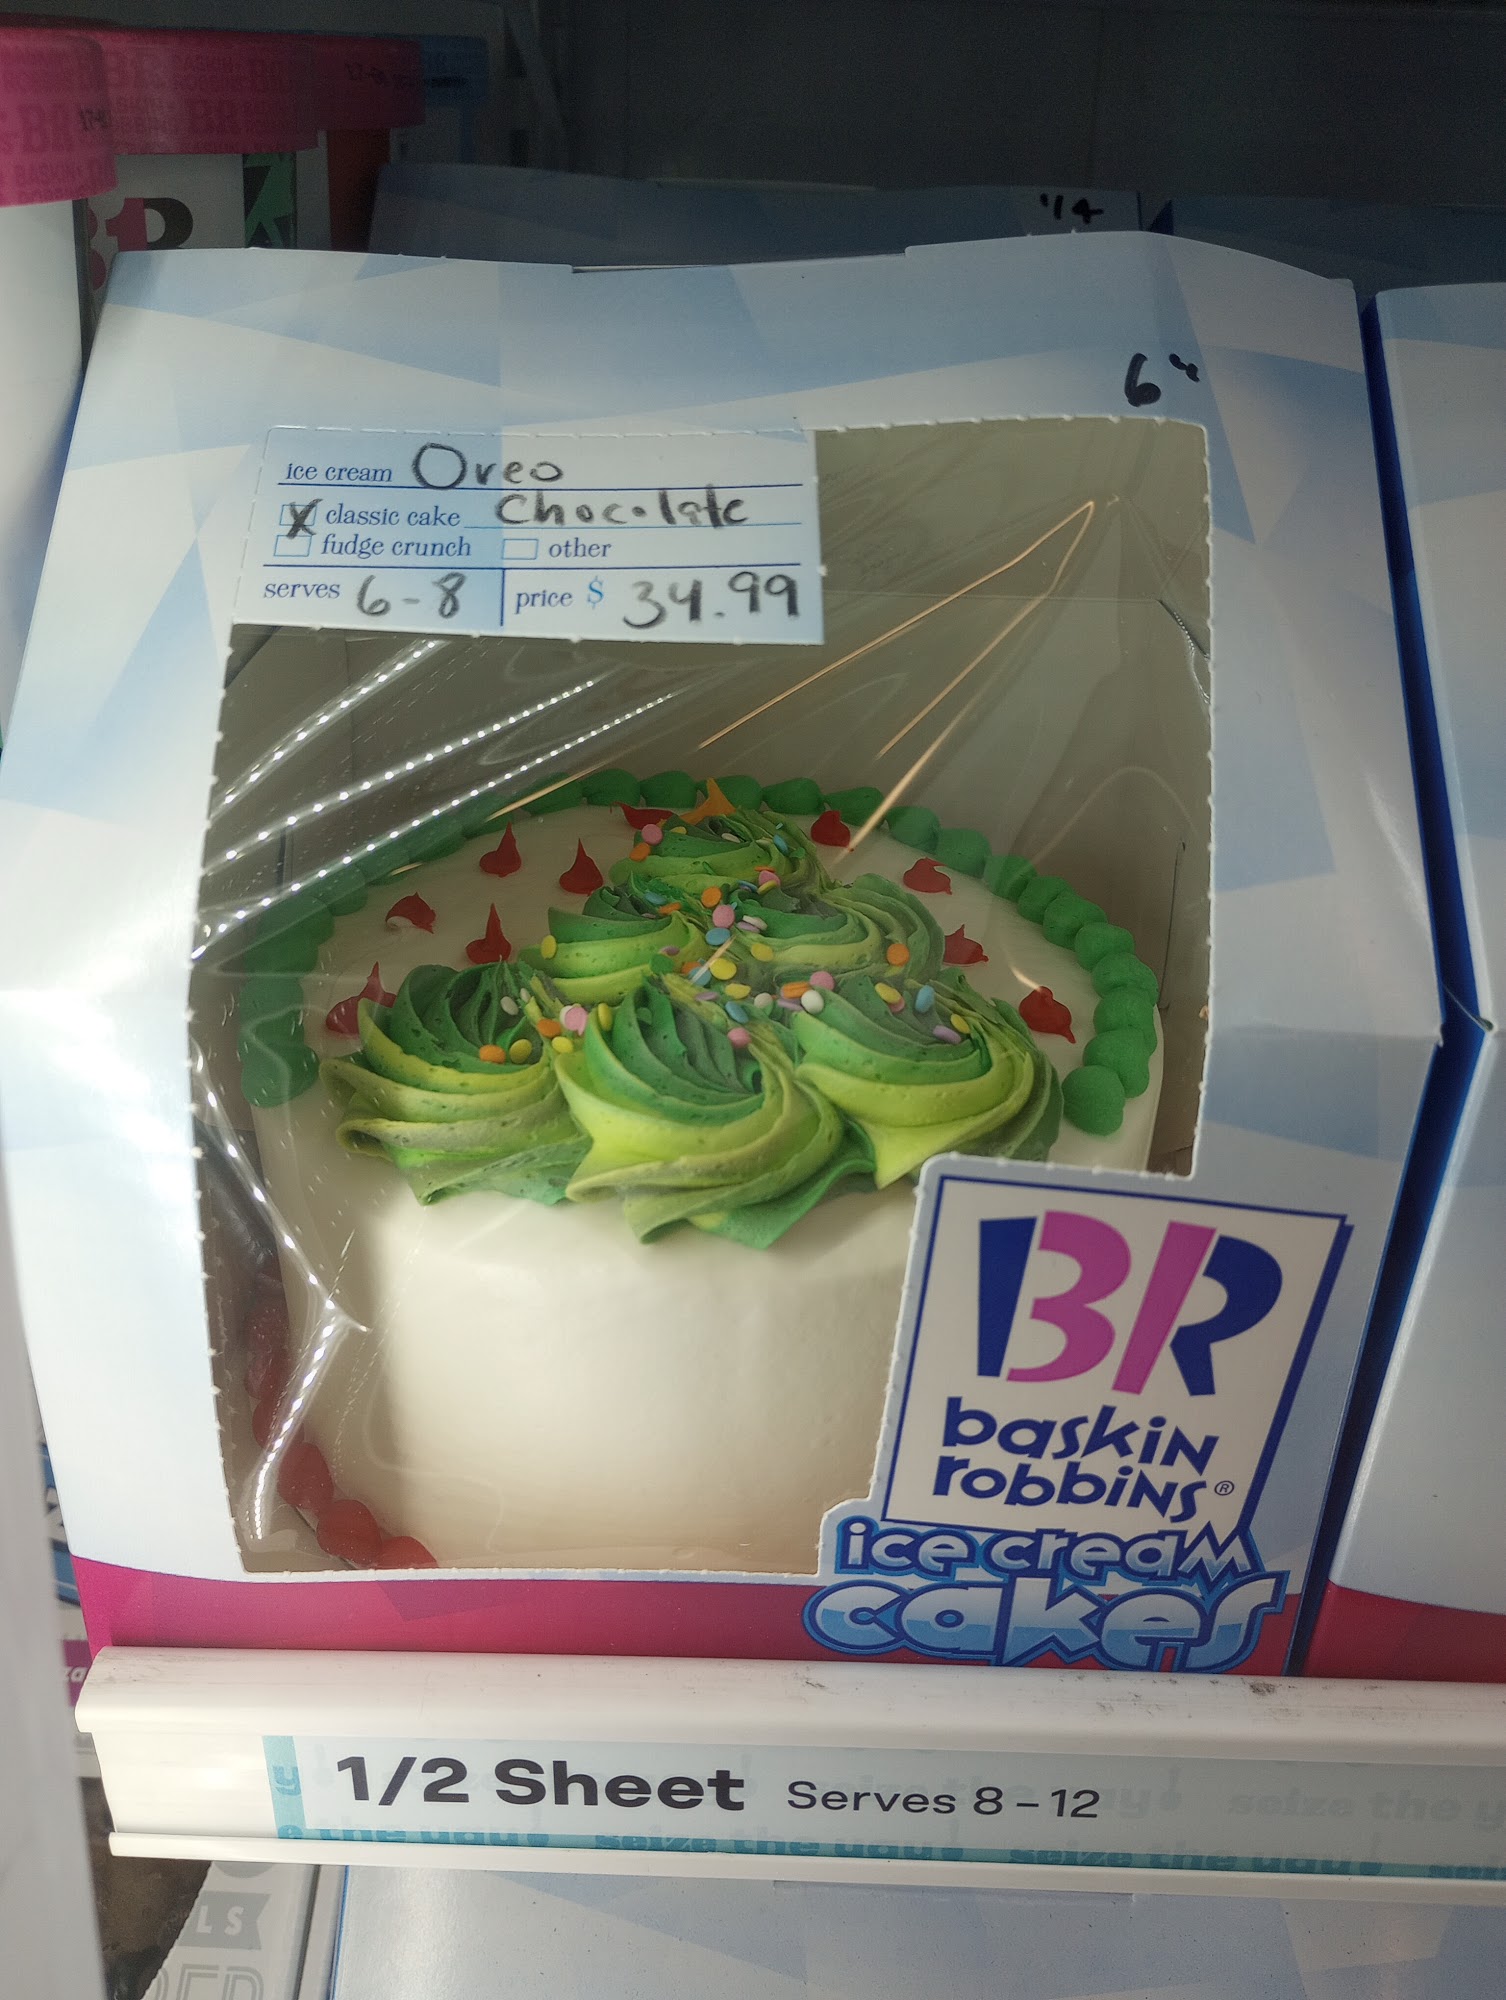 '14
6"
ice cream Oreo
X classic cake Chocolate
fudge crunch other
serves 6-8 price $ 34.99
BR
baskin
robbins®
ice cream
cakes
1/2 Sheet Serves 8-12